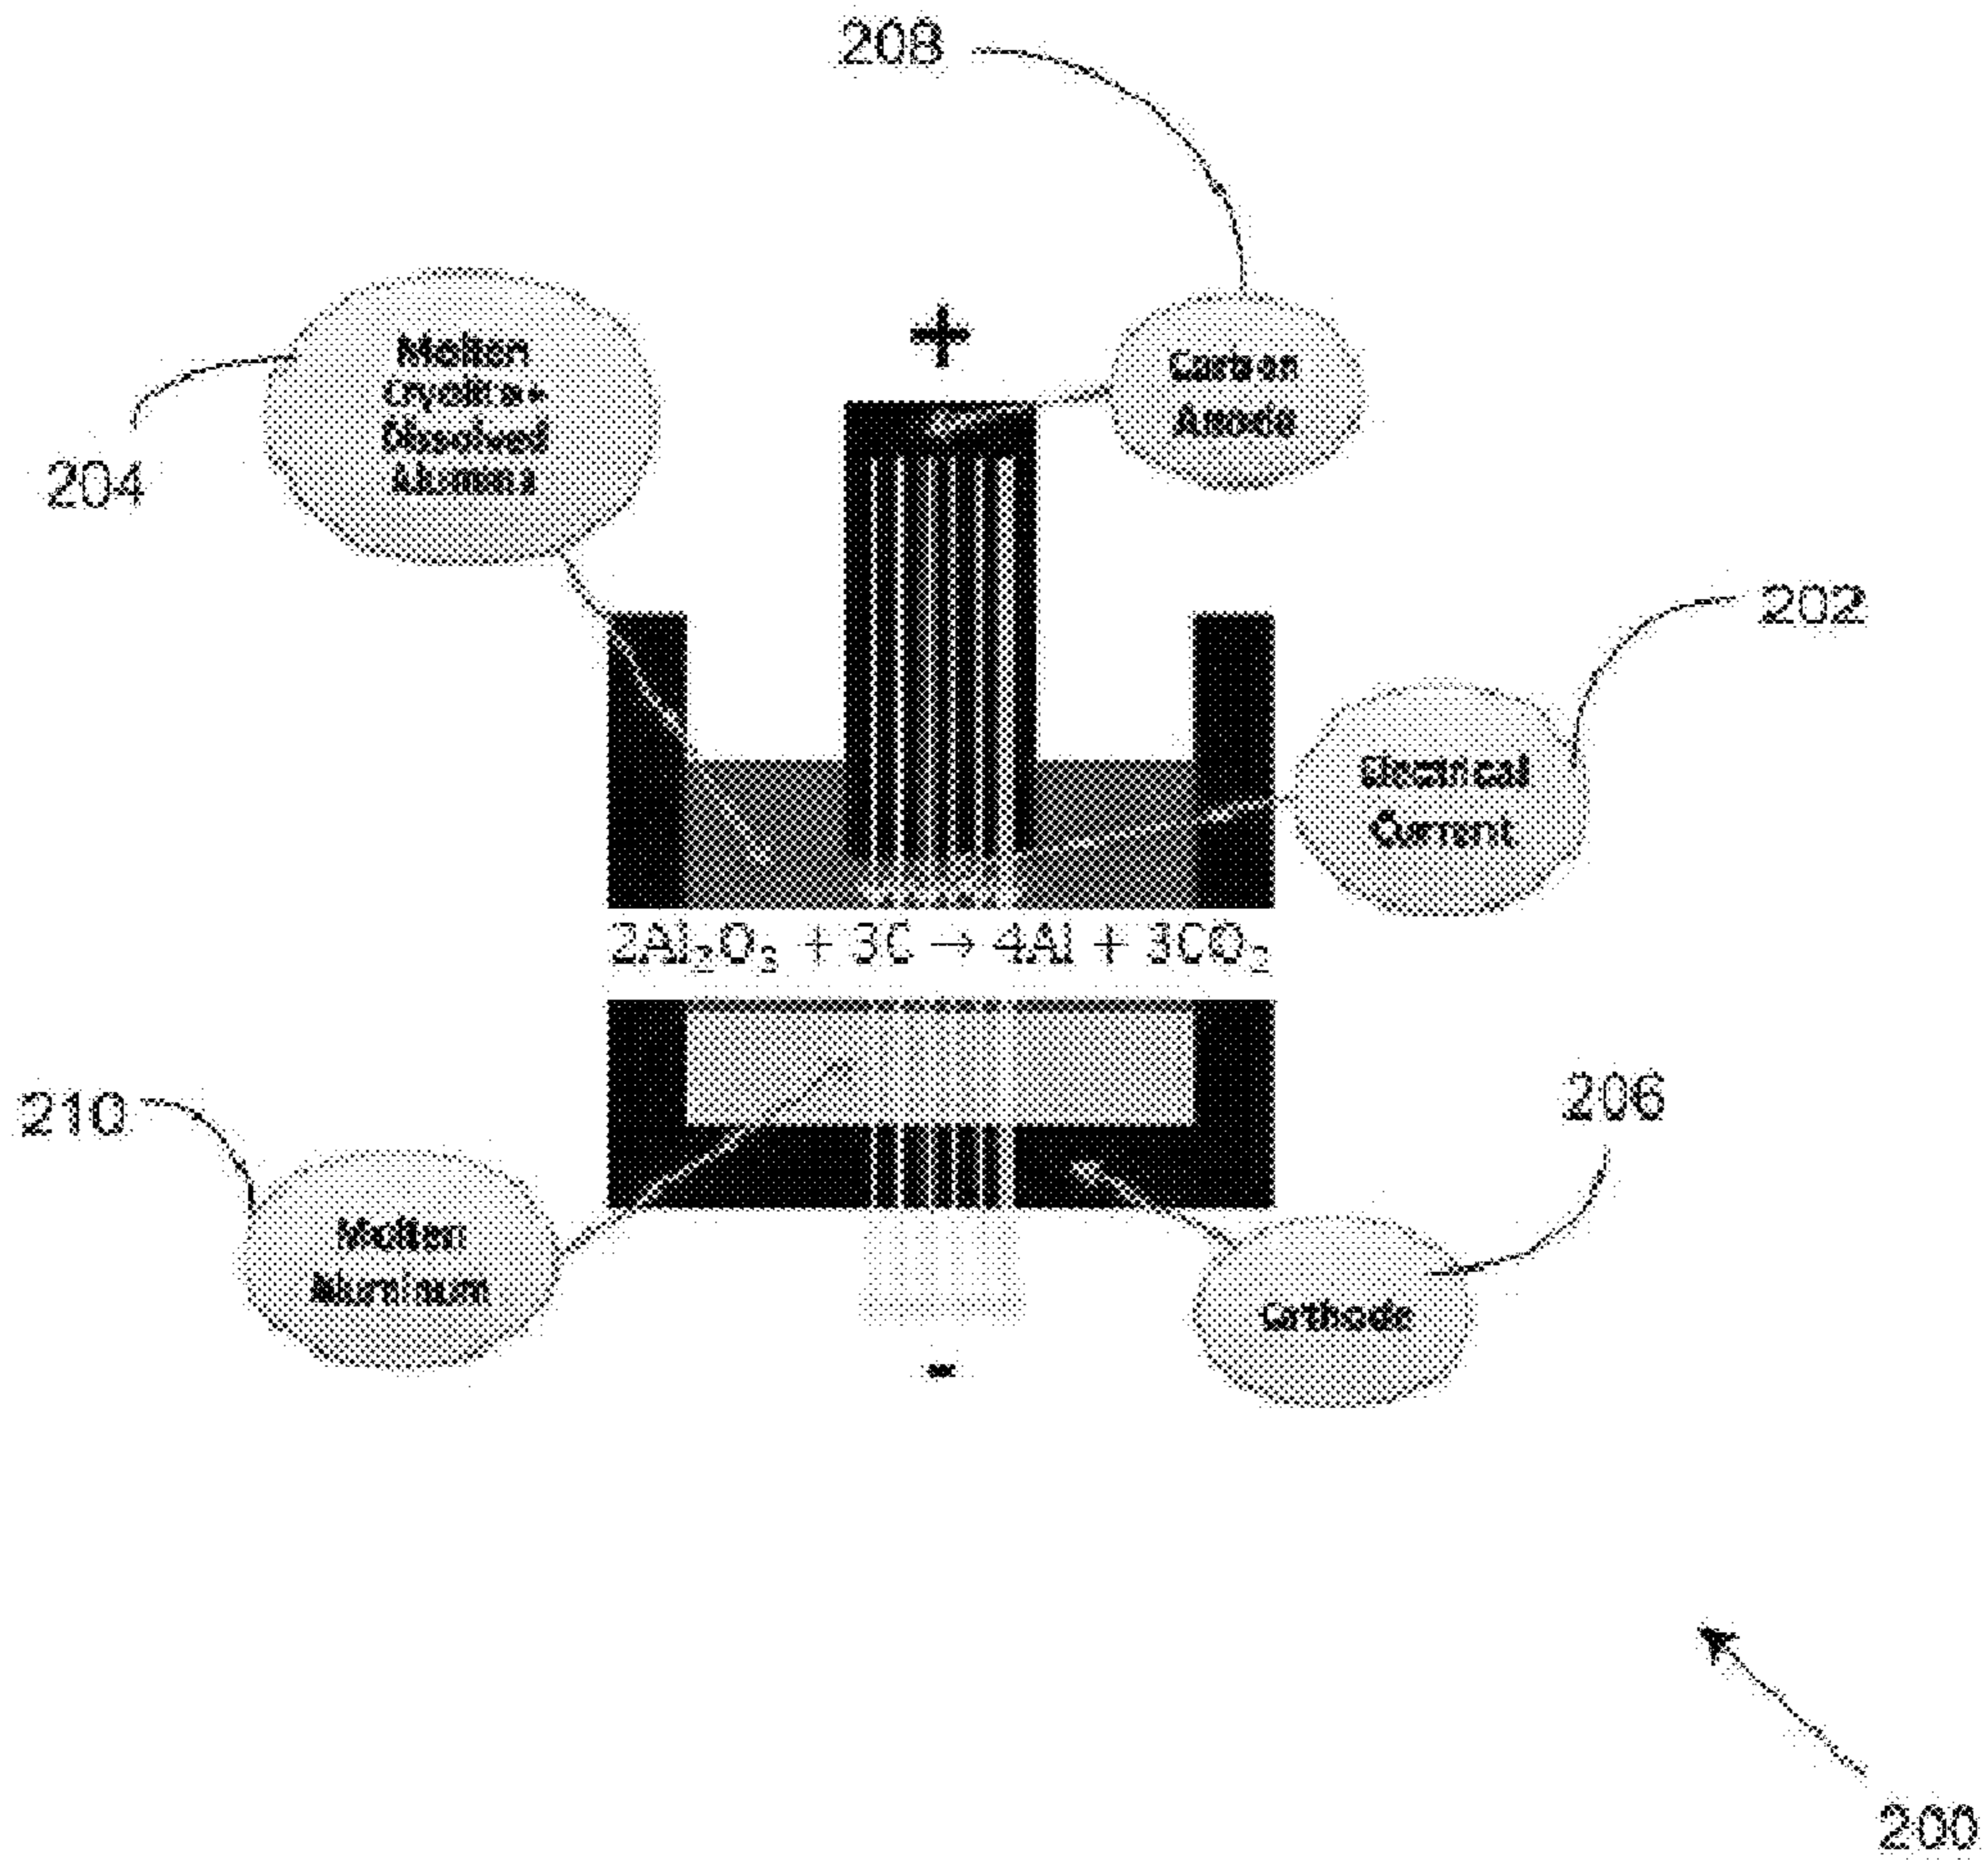 208
+
Molten
Cryolite+
Dissolved
Alumina
Carbon
Anode
204
202
Electrical
Current
2Al₂O₃ + 3C → 4Al + 3CO₂
210
206
Molten
Aluminum
Cathode
-
200